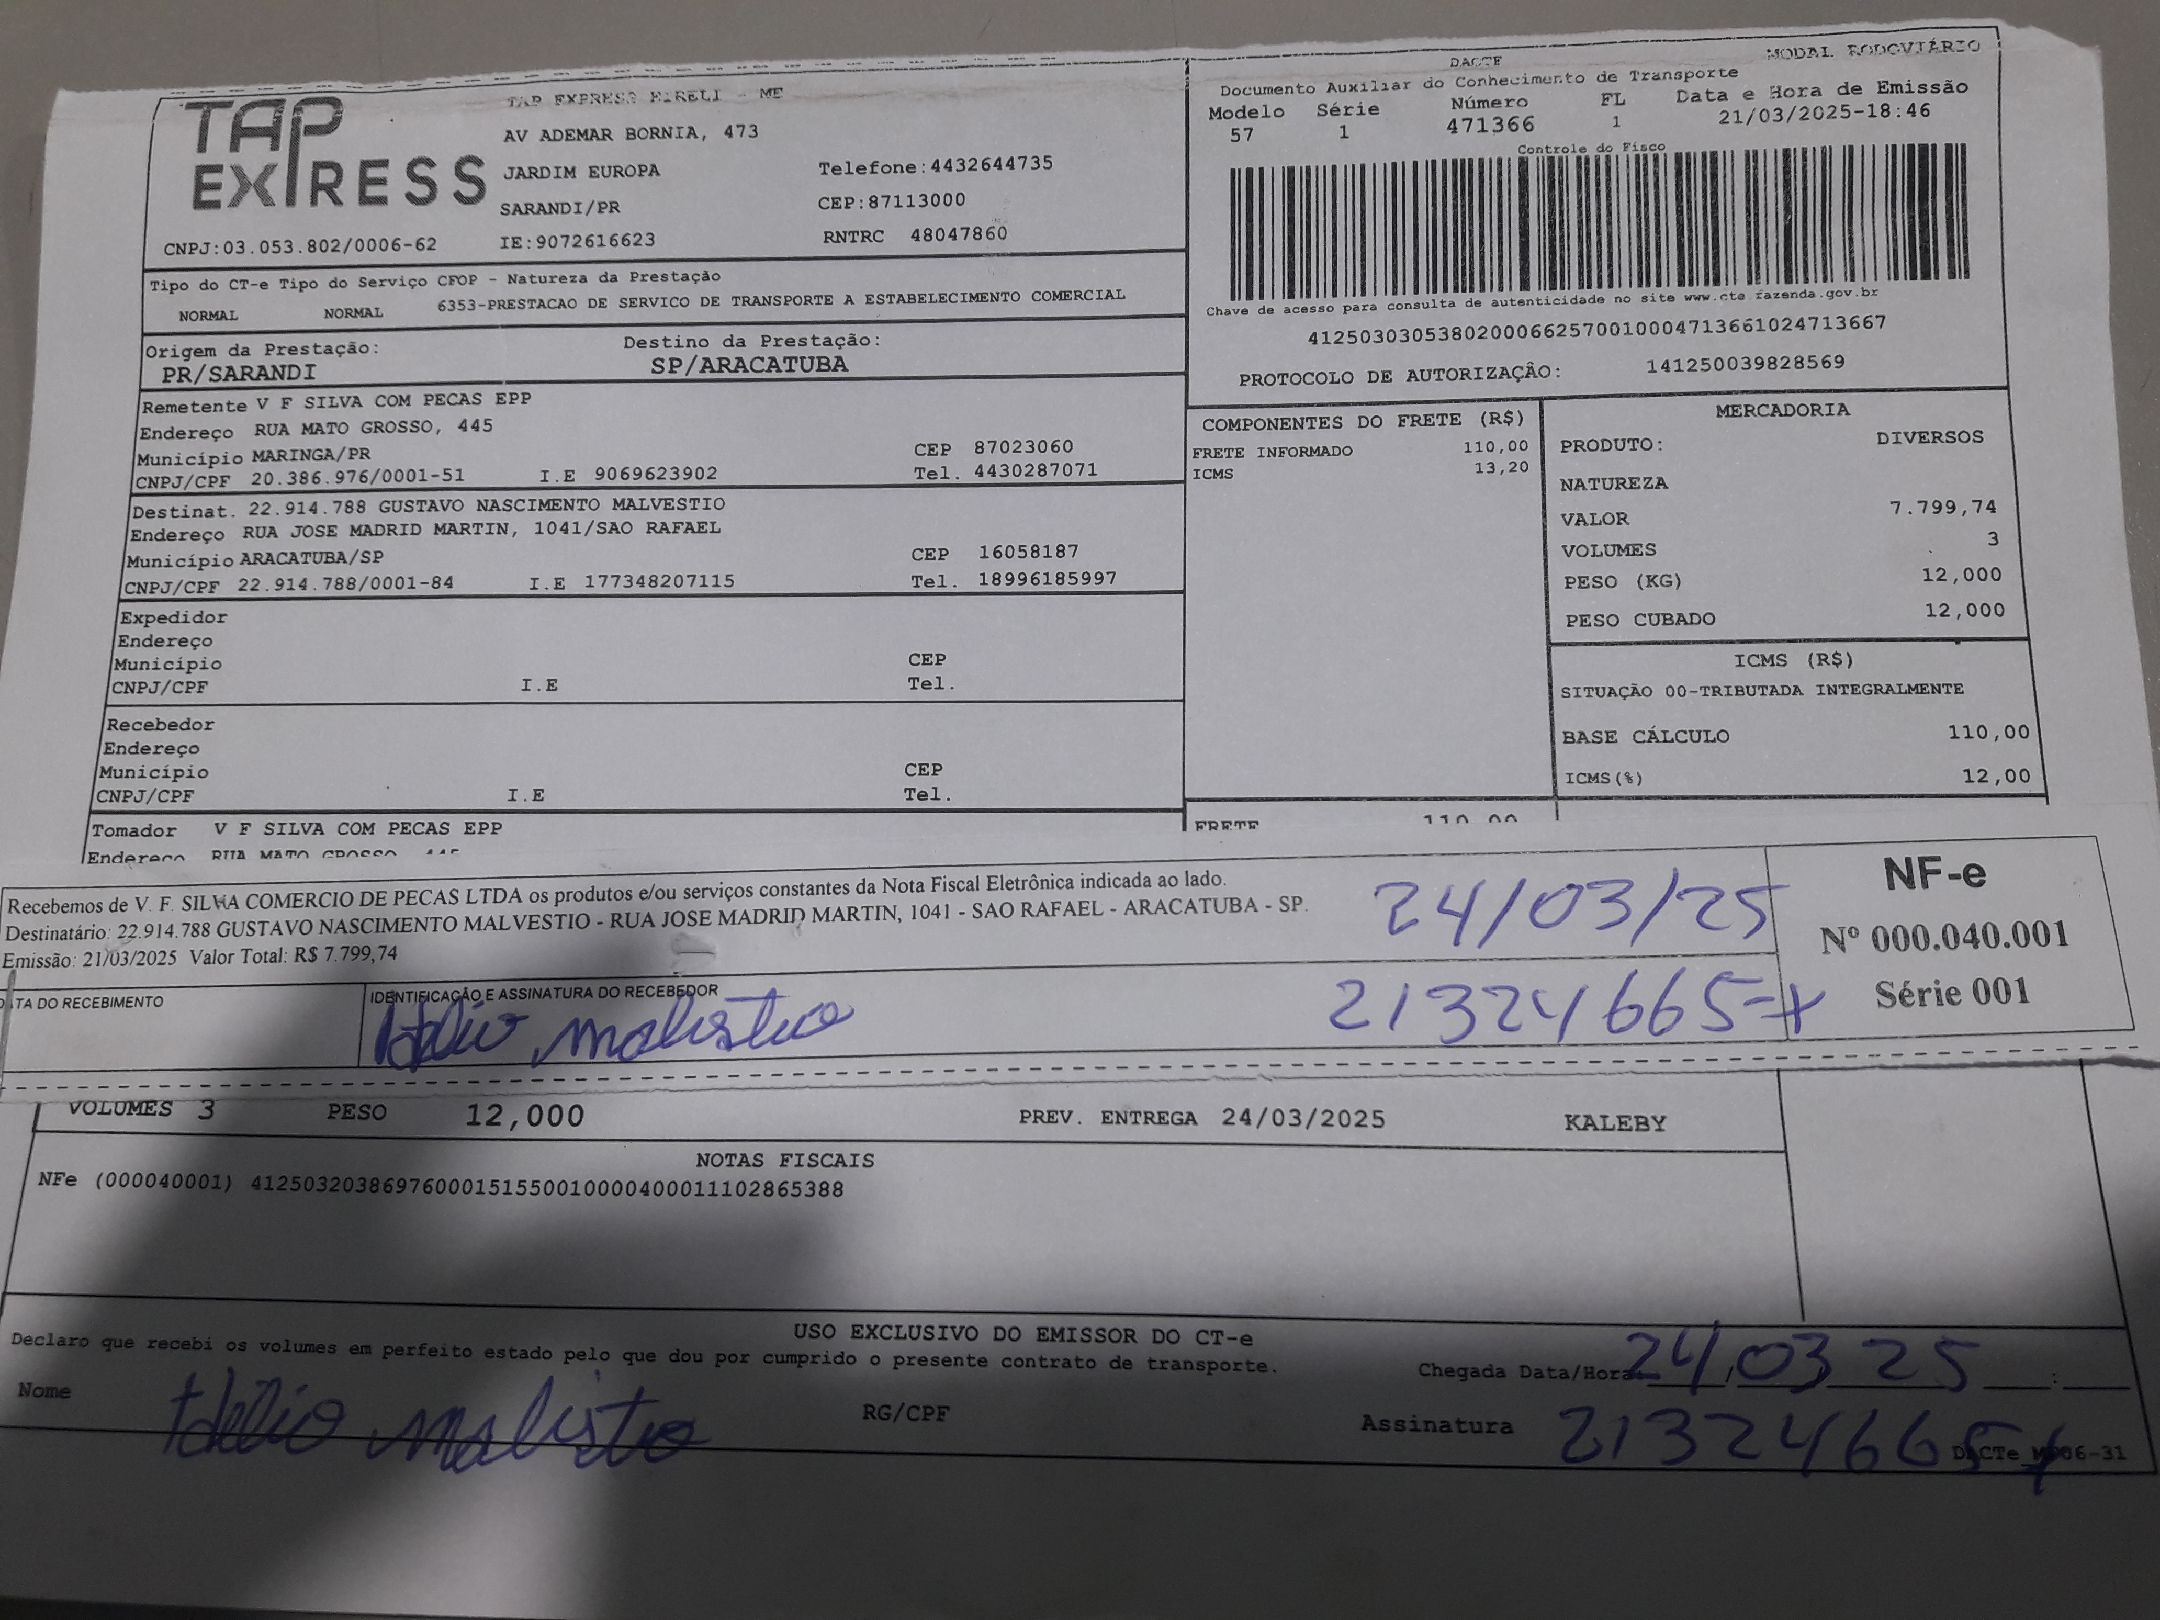 TAP EXPRESS
TAP EXPRESS EIRELI - ME
AV ADEMAR BORNIA, 473
JARDIM EUROPA Telefone:4432644735
SARANDI/PR CEP:87113000
CNPJ:03.053.802/0006-62 IE:9072616623 RNTRC 48047860
DACTE MODAL RODOVIÁRIO
Documento Auxiliar do Conhecimento de Transporte
Modelo Série Número FL Data e Hora de Emissão
57 1 471366 1 21/03/2025-18:46
Controle do Fisco
Chave de acesso para consulta de autenticidade no site www.cte.fazenda.gov.br
41250303053802000662570010004713661024713667
PROTOCOLO DE AUTORIZAÇÃO: 141250039828569
Tipo do CT-e Tipo do Serviço CFOP - Natureza da Prestação
NORMAL NORMAL 6353-PRESTACAO DE SERVICO DE TRANSPORTE A ESTABELECIMENTO COMERCIAL
Origem da Prestação: Destino da Prestação:
PR/SARANDI SP/ARACATUBA
Remetente V F SILVA COM PECAS EPP
Endereço RUA MATO GROSSO, 445
Município MARINGA/PR CEP 87023060
CNPJ/CPF 20.386.976/0001-51 I.E 9069623902 Tel. 4430287071
Destinat. 22.914.788 GUSTAVO NASCIMENTO MALVESTIO
Endereço RUA JOSE MADRID MARTIN, 1041/SAO RAFAEL
Município ARACATUBA/SP CEP 16058187
CNPJ/CPF 22.914.788/0001-84 I.E 177348207115 Tel. 18996185997
Expedidor
Endereço
Município CEP
CNPJ/CPF I.E Tel.
Recebedor
Endereço
Município CEP
CNPJ/CPF I.E Tel.
Tomador V F SILVA COM PECAS EPP
Endereço RUA MATO GROSSO, 445
COMPONENTES DO FRETE (R$)
FRETE INFORMADO 110,00
ICMS 13,20
FRETE 110,00
MERCADORIA
PRODUTO: DIVERSOS
NATUREZA
VALOR 7.799,74
VOLUMES 3
PESO (KG) 12,000
PESO CUBADO 12,000
ICMS (R$)
SITUAÇÃO 00-TRIBUTADA INTEGRALMENTE
BASE CÁLCULO 110,00
ICMS(%) 12,00
Recebemos de V. F. SILVA COMERCIO DE PECAS LTDA os produtos e/ou serviços constantes da Nota Fiscal Eletrônica indicada ao lado.
Destinatário: 22.914.788 GUSTAVO NASCIMENTO MALVESTIO - RUA JOSE MADRID MARTIN, 1041 - SAO RAFAEL - ARACATUBA - SP.
Emissão: 21/03/2025 Valor Total: R$ 7.799,74
24/03/25
DATA DO RECEBIMENTO IDENTIFICAÇÃO E ASSINATURA DO RECEBEDOR
Hélio malistio 21324665-x
NF-e
Nº 000.040.001
Série 001
VOLUMES 3 PESO 12,000 PREV. ENTREGA 24/03/2025 KALEBY
NOTAS FISCAIS
NFe (000040001) 41250320386976000151550010000400011102865388
USO EXCLUSIVO DO EMISSOR DO CT-e
Declaro que recebi os volumes em perfeito estado pelo que dou por cumprido o presente contrato de transporte.
Chegada Data/Hora 24/03 25
Nome Hélio malistio RG/CPF Assinatura 21324665-x